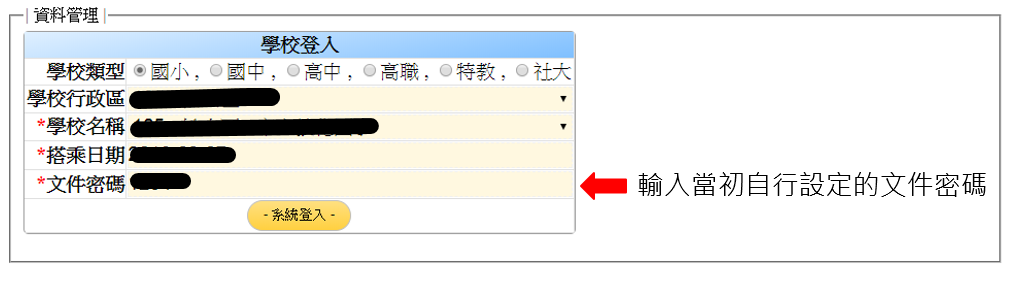 資料管理
學校登入
學校類型 國小 , 國中 , 高中 , 高職 , 特教 , 社大
學校行政區
*學校名稱
*搭乘日期
*文件密碼
輸入當初自行設定的文件密碼
- 系統登入 -